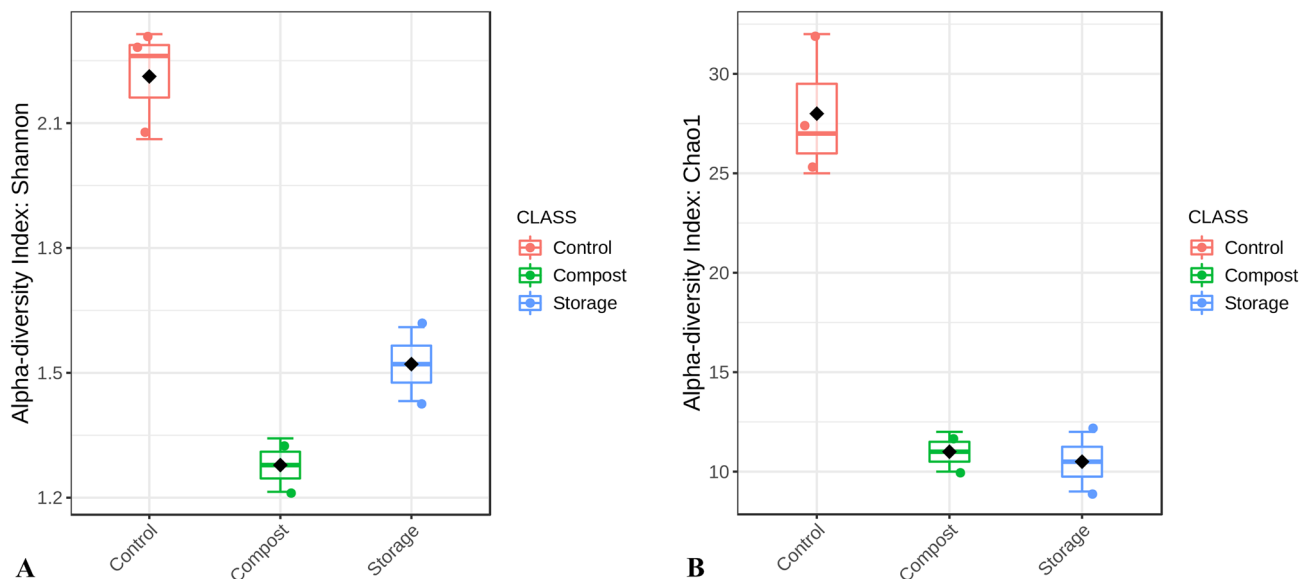 Alpha-diversity Index: Shannon
2.1
1.8
1.5
1.2
Control
Compost
Storage
CLASS
Control
Compost
Storage
A
Alpha-diversity Index: Chao1
30
25
20
15
10
Control
Compost
Storage
CLASS
Control
Compost
Storage
B